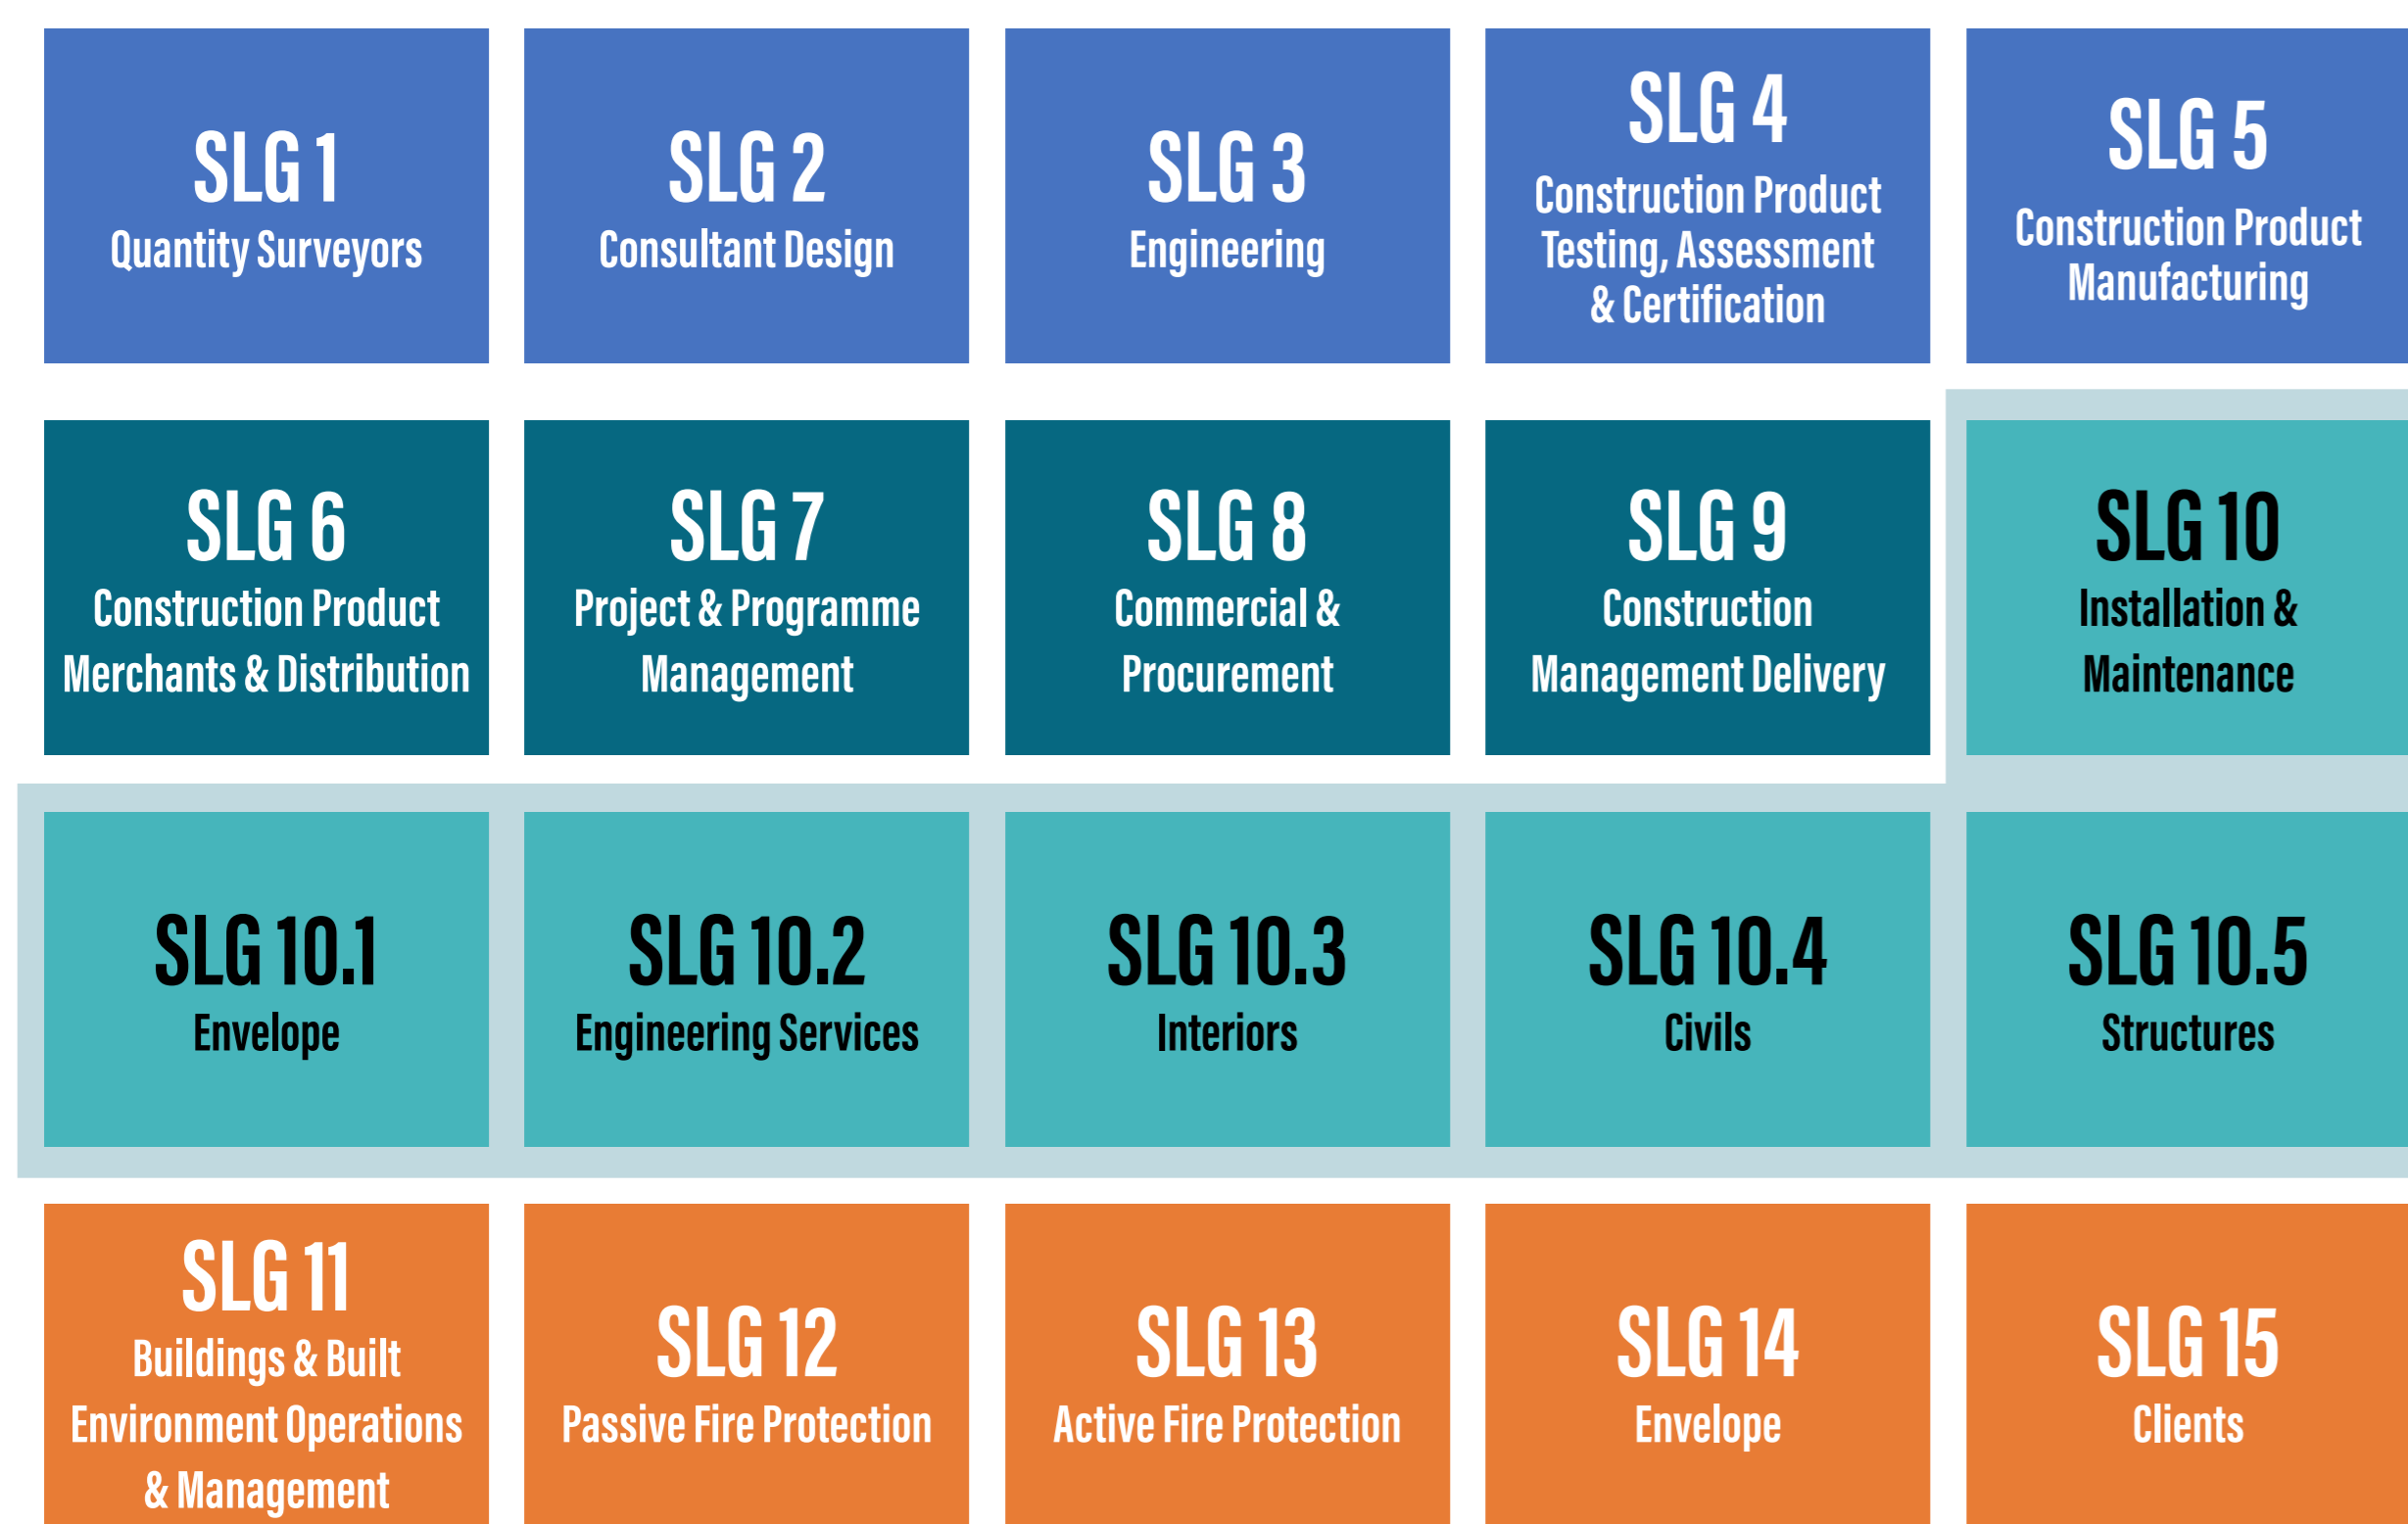 SLG 1
Quantity Surveyors
SLG 2
Consultant Design
SLG 3
Engineering
SLG 4
Construction Product
Testing, Assessment
& Certification
SLG 5
Construction Product
Manufacturing
SLG 6
Construction Product
Merchants & Distribution
SLG 7
Project & Programme
Management
SLG 8
Commercial &
Procurement
SLG 9
Construction
Management Delivery
SLG 10
Installation &
Maintenance
SLG 10.1
Envelope
SLG 10.2
Engineering Services
SLG 10.3
Interiors
SLG 10.4
Civils
SLG 10.5
Structures
SLG 11
Buildings & Built
Environment Operations
& Management
SLG 12
Passive Fire Protection
SLG 13
Active Fire Protection
SLG 14
Envelope
SLG 15
Clients